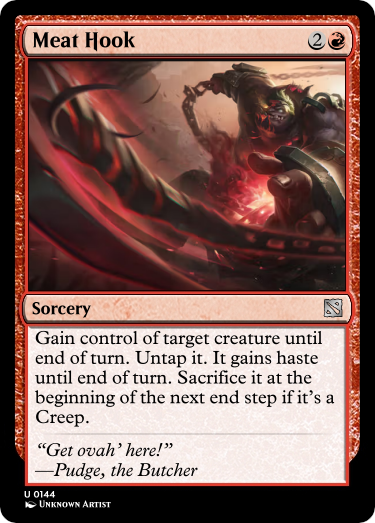 Meat Hook 2
Sorcery
Gain control of target creature until
end of turn. Untap it. It gains haste
until end of turn. Sacrifice it at the
beginning of the next end step if it's a
Creep.
“Get ovah’ here!”
—Pudge, the Butcher
U 0144
Unknown Artist